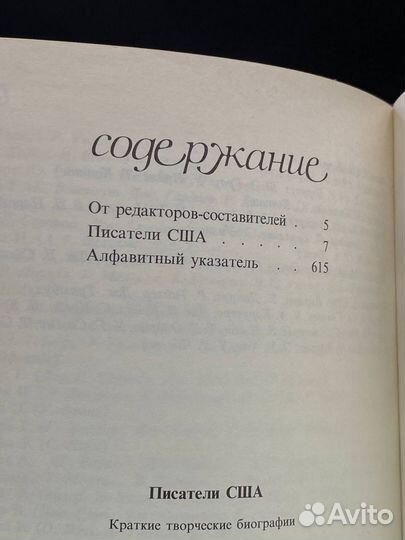 содержание
От редакторов-составителей . 5
Писатели США . . . . . 7
Алфавитный указатель . . 615
Писатели США
Краткие творческие биографии
Avito